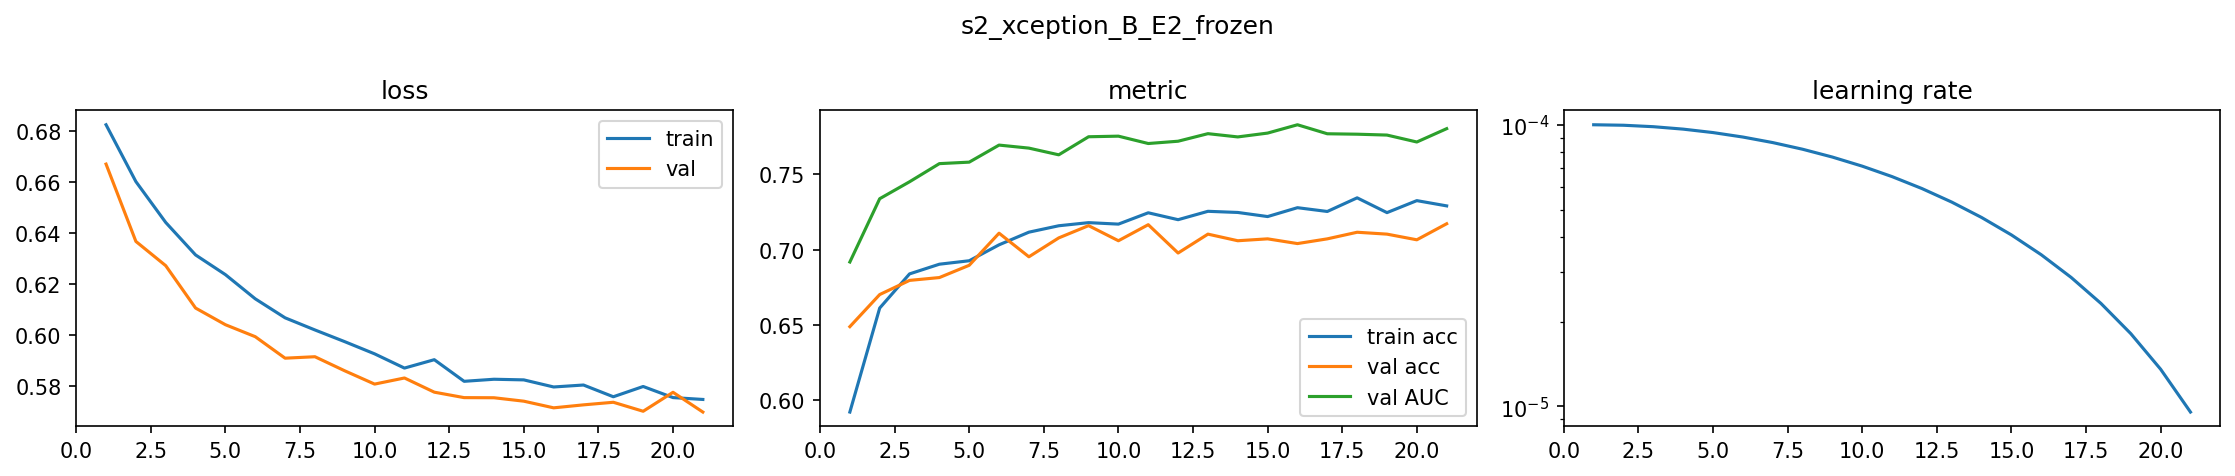 s2_xception_B_E2_frozen
loss
0.68
0.66
0.64
0.62
0.60
0.58
0.0 2.5 5.0 7.5 10.0 12.5 15.0 17.5 20.0
train
val
metric
0.75
0.70
0.65
0.60
0.0 2.5 5.0 7.5 10.0 12.5 15.0 17.5 20.0
train acc
val acc
val AUC
learning rate
10⁻⁴
10⁻⁵
0.0 2.5 5.0 7.5 10.0 12.5 15.0 17.5 20.0